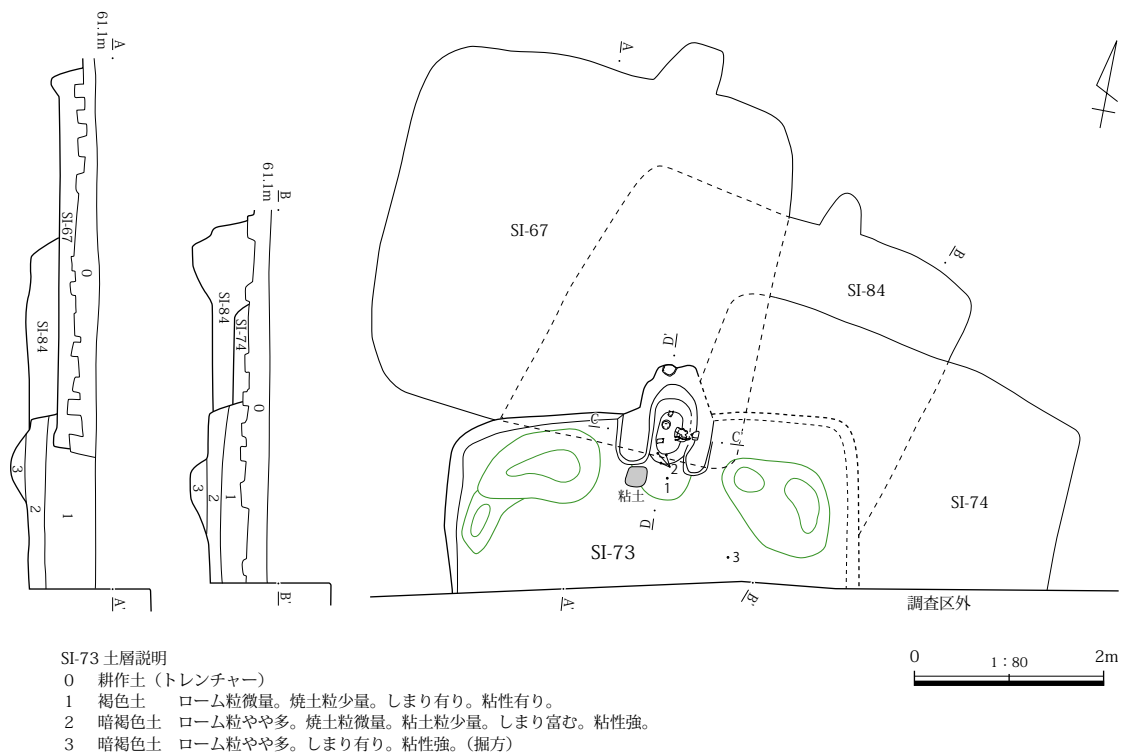 A
61.1m
SI-67
0
SI-84
3
2
1
A'
B
61.1m
SI-84
SI-74
0
3
2
1
B'
A
SI-67
B
SI-84
D'
C
C'
2
1
粘土
D
SI-73
3
SI-74
A'
B'
調査区外
0
1：80
2m
SI-73 土層説明
0 耕作土（トレンチャー）
1 褐色土 ローム粒微量。焼土粒少量。しまり有り。粘性有り。
2 暗褐色土 ローム粒やや多。焼土粒微量。粘土粒少量。しまり富む。粘性強。
3 暗褐色土 ローム粒やや多。しまり有り。粘性強。（掘方）